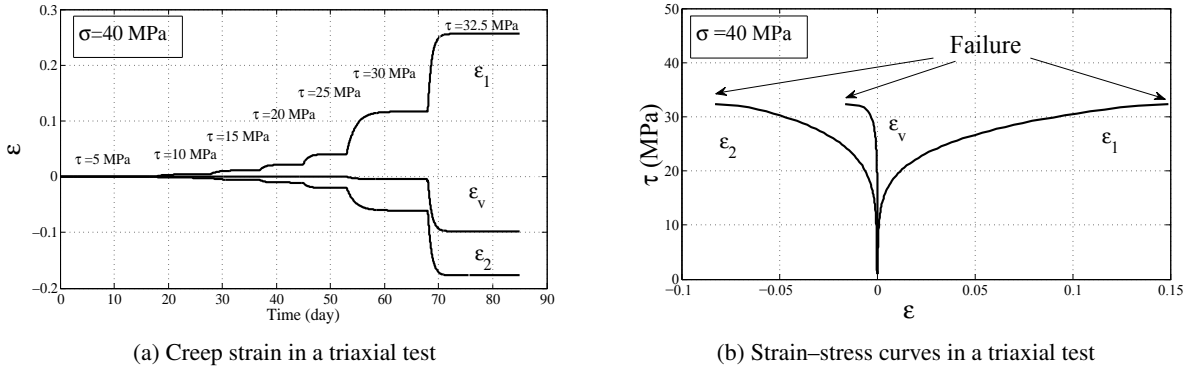 σ=40 MPa
τ =32.5 MPa
ε₁
τ =30 MPa
τ =25 MPa
τ =20 MPa
τ =15 MPa
τ =10 MPa
τ =5 MPa
εᵥ
ε₂
0.3
0.2
0.1
0
−0.1
−0.2
ε
0 10 20 30 40 50 60 70 80 90
Time (day)
(a) Creep strain in a triaxial test
σ =40 MPa
Failure
ε₂
εᵥ
ε₁
50
40
30
20
10
0
τ (MPa)
−0.1 −0.05 0 0.05 0.1 0.15
ε
(b) Strain–stress curves in a triaxial test